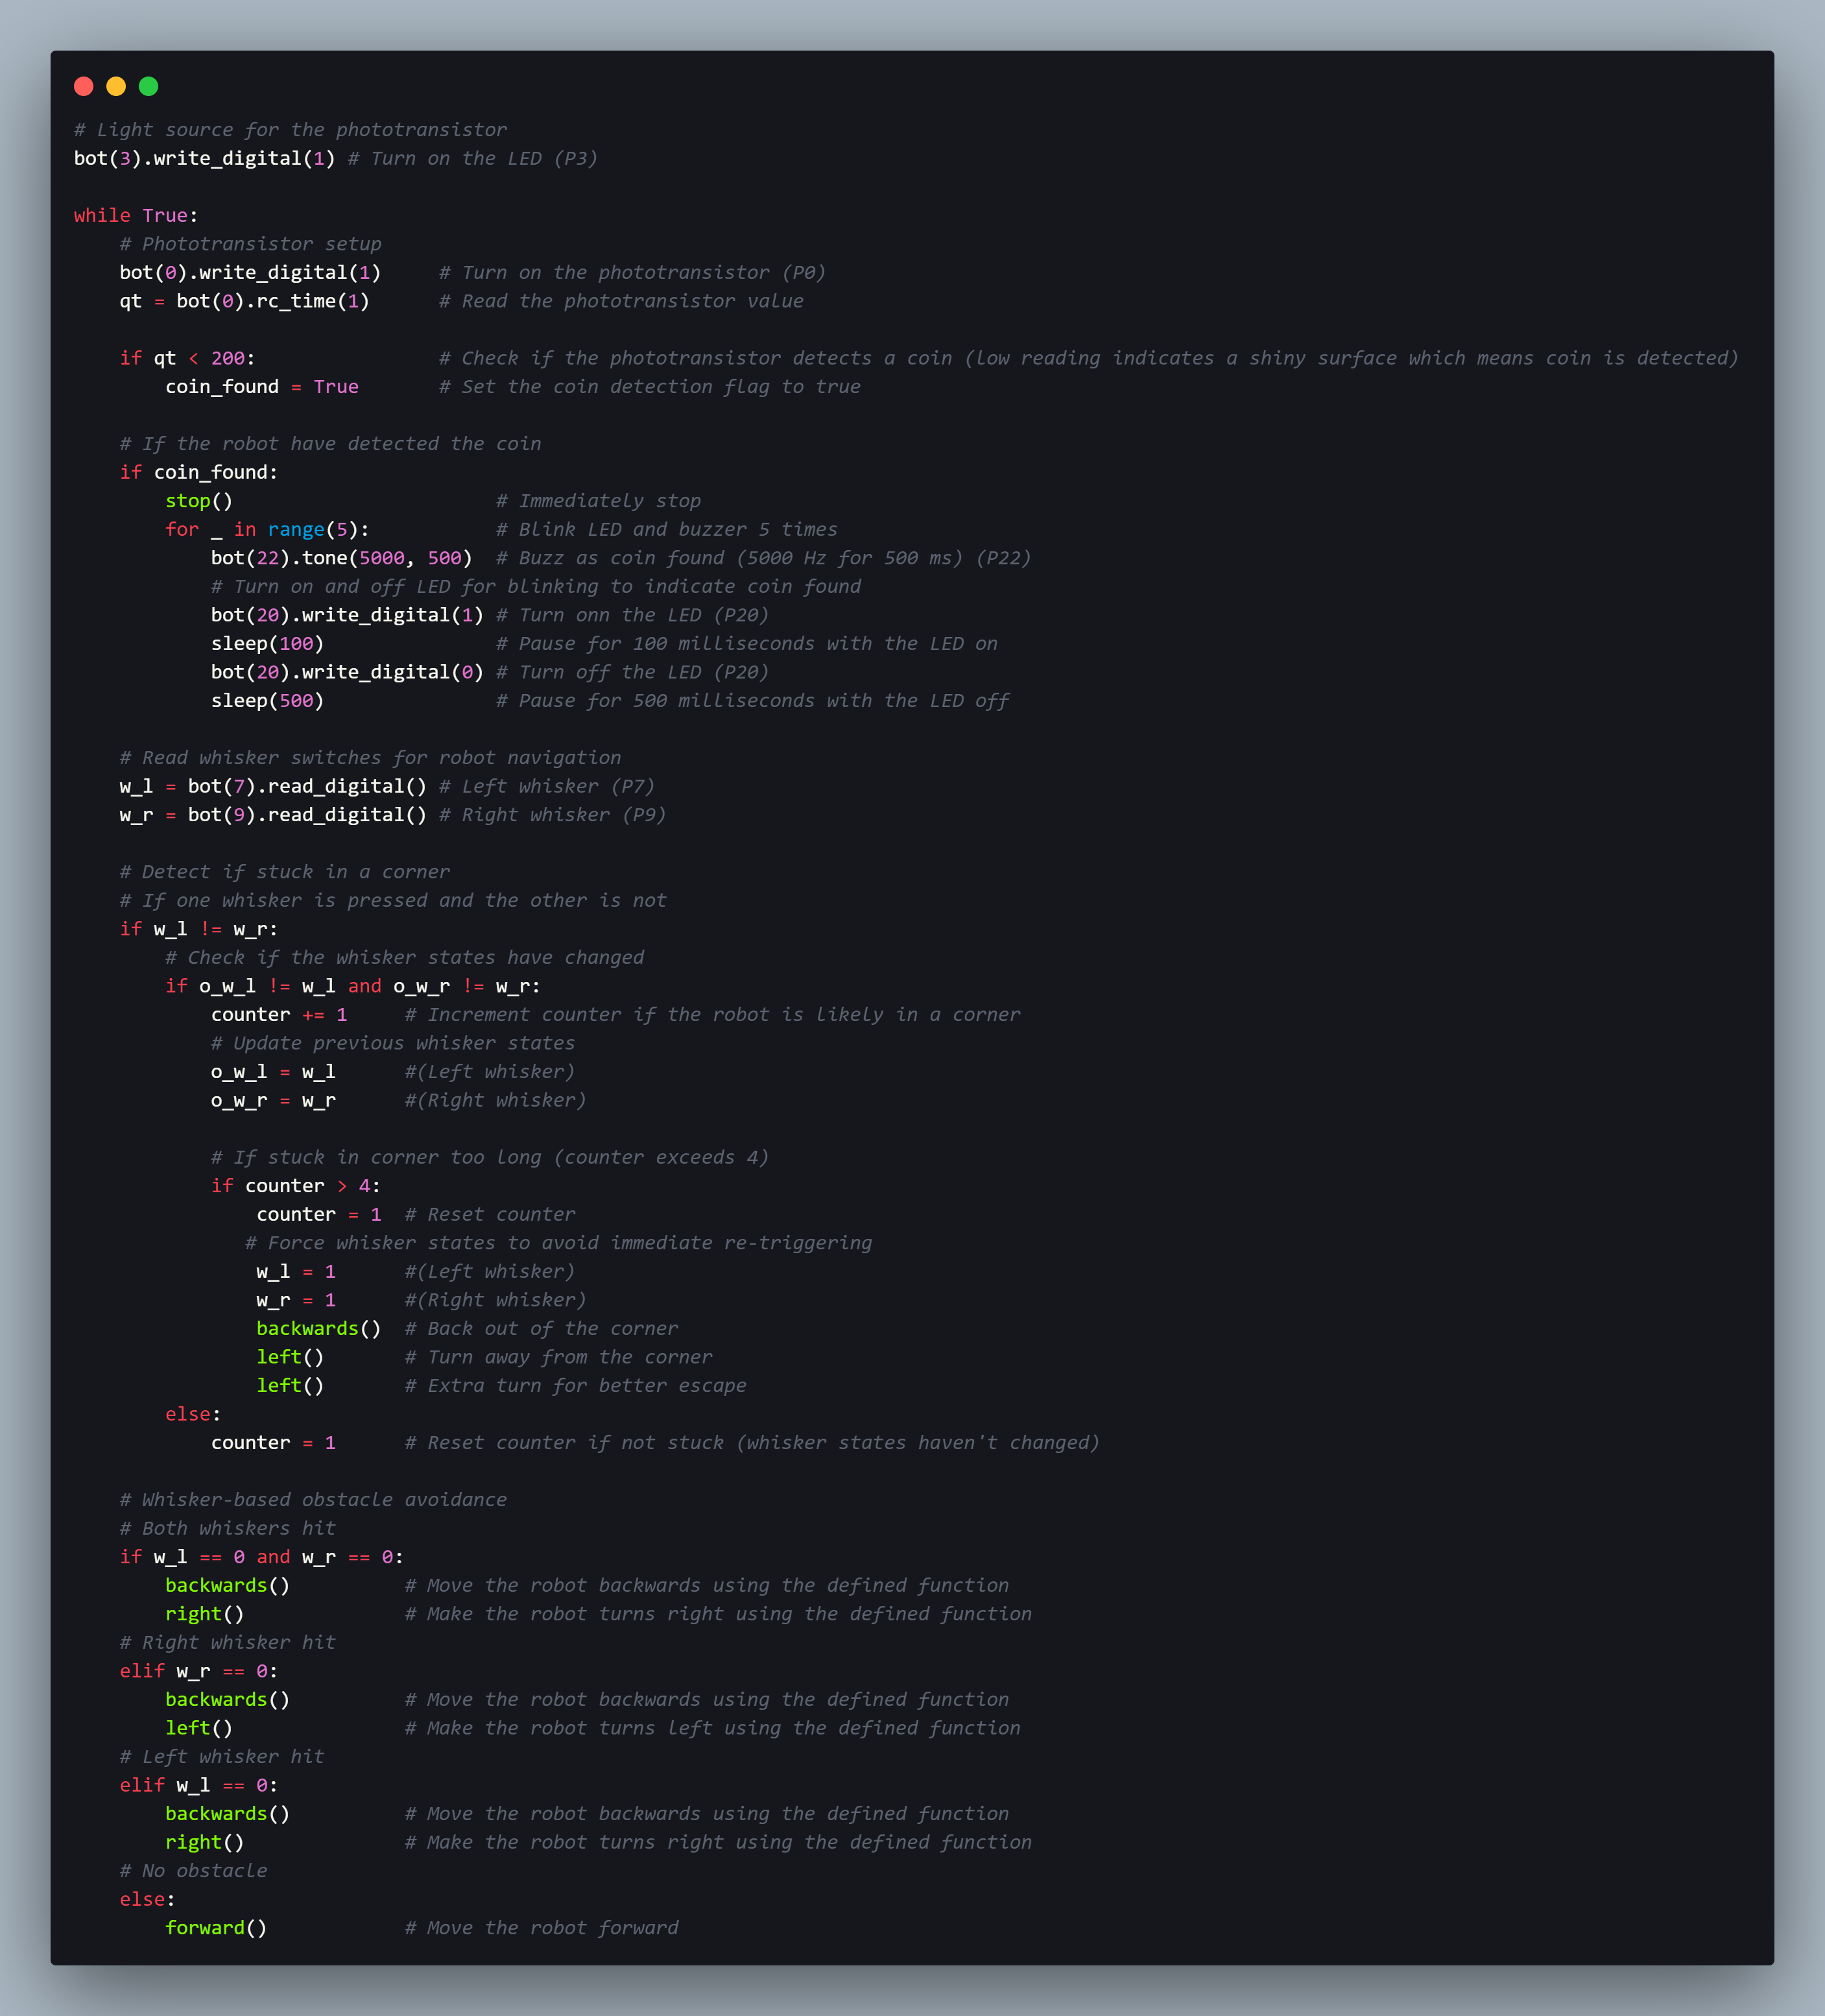 # Light source for the phototransistor
bot(3).write_digital(1) # Turn on the LED (P3)

while True:
    # Phototransistor setup
    bot(0).write_digital(1)     # Turn on the phototransistor (P0)
    qt = bot(0).rc_time(1)      # Read the phototransistor value

    if qt < 200:                # Check if the phototransistor detects a coin (low reading indicates a shiny surface which means coin is detected)
        coin_found = True       # Set the coin detection flag to true

    # If the robot have detected the coin
    if coin_found:
        stop()                       # Immediately stop
        for _ in range(5):           # Blink LED and buzzer 5 times
            bot(22).tone(5000, 500)  # Buzz as coin found (5000 Hz for 500 ms) (P22)
            # Turn on and off LED for blinking to indicate coin found
            bot(20).write_digital(1) # Turn onn the LED (P20)
            sleep(100)               # Pause for 100 milliseconds with the LED on
            bot(20).write_digital(0) # Turn off the LED (P20)
            sleep(500)               # Pause for 500 milliseconds with the LED off

    # Read whisker switches for robot navigation
    w_l = bot(7).read_digital() # Left whisker (P7)
    w_r = bot(9).read_digital() # Right whisker (P9)

    # Detect if stuck in a corner
    # If one whisker is pressed and the other is not
    if w_l != w_r:
        # Check if the whisker states have changed
        if o_w_l != w_l and o_w_r != w_r:
            counter += 1     # Increment counter if the robot is likely in a corner
            # Update previous whisker states
            o_w_l = w_l      #(Left whisker)
            o_w_r = w_r      #(Right whisker)

            # If stuck in corner too long (counter exceeds 4)
            if counter > 4:
                counter = 1  # Reset counter
               # Force whisker states to avoid immediate re-triggering
                w_l = 1      #(Left whisker)
                w_r = 1      #(Right whisker)
                backwards()  # Back out of the corner
                left()       # Turn away from the corner
                left()       # Extra turn for better escape
        else:
            counter = 1      # Reset counter if not stuck (whisker states haven't changed)

    # Whisker-based obstacle avoidance
    # Both whiskers hit
    if w_l == 0 and w_r == 0:
        backwards()          # Move the robot backwards using the defined function
        right()              # Make the robot turns right using the defined function
    # Right whisker hit
    elif w_r == 0:
        backwards()          # Move the robot backwards using the defined function
        left()               # Make the robot turns left using the defined function
    # Left whisker hit
    elif w_l == 0:
        backwards()          # Move the robot backwards using the defined function
        right()              # Make the robot turns right using the defined function
    # No obstacle
    else:
        forward()            # Move the robot forward